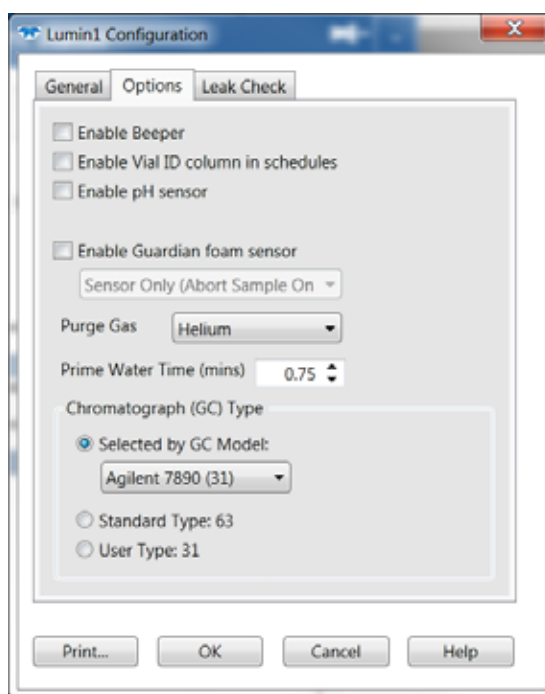 Lumin1 Configuration
General Options Leak Check
Enable Beeper
Enable Vial ID column in schedules
Enable pH sensor
Enable Guardian foam sensor
Sensor Only (Abort Sample On
Purge Gas Helium
Prime Water Time (mins) 0.75
Chromatograph (GC) Type
Selected by GC Model:
Agilent 7890 (31)
Standard Type: 63
User Type: 31
Print... OK Cancel Help